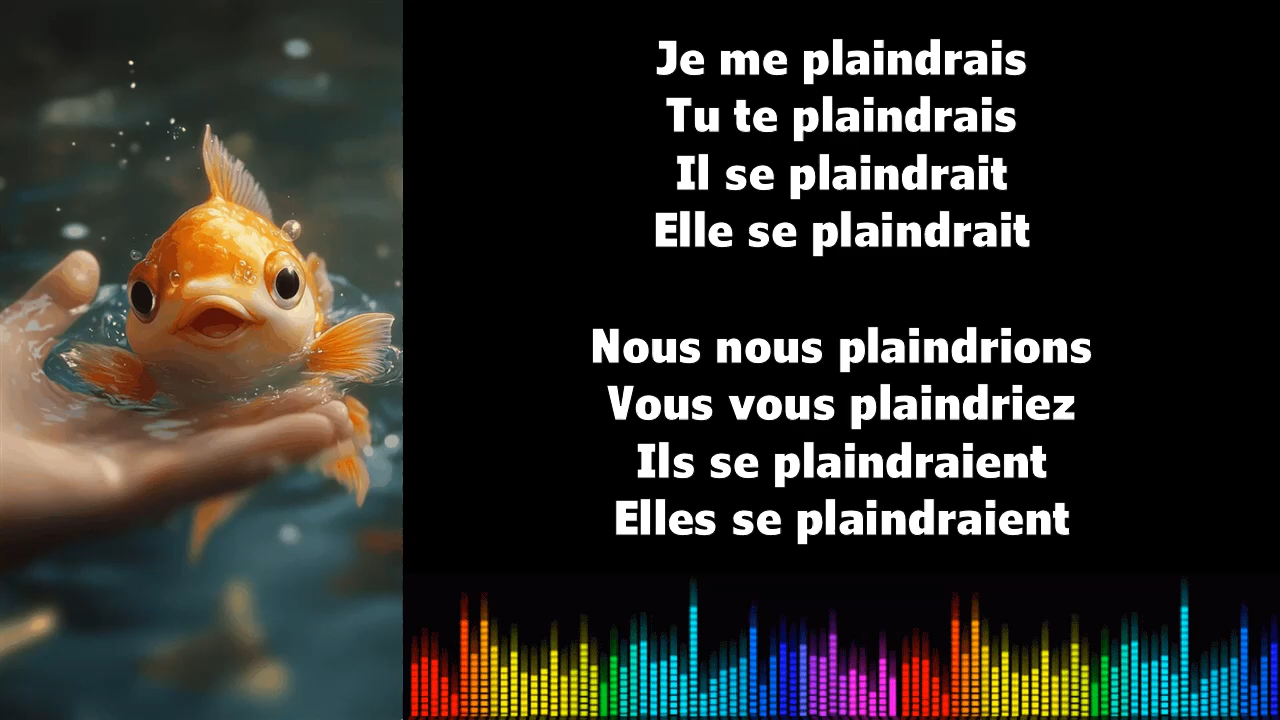 Je me plaindrais
Tu te plaindrais
Il se plaindrait
Elle se plaindrait
Nous nous plaindrions
Vous vous plaindriez
Ils se plaindraient
Elles se plaindraient